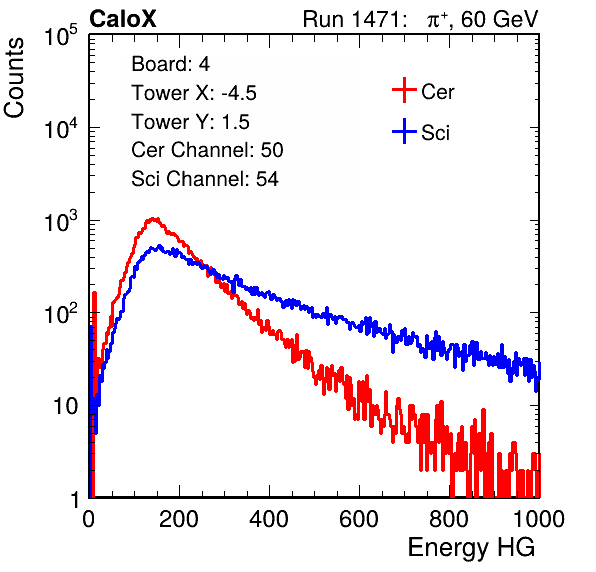 CaloX Run 1471: π⁺, 60 GeV
Counts
10⁵
10⁴
10³
10²
10
1
Board: 4
Tower X: -4.5
Tower Y: 1.5
Cer Channel: 50
Sci Channel: 54
Cer
Sci
0 200 400 600 800 1000
Energy HG